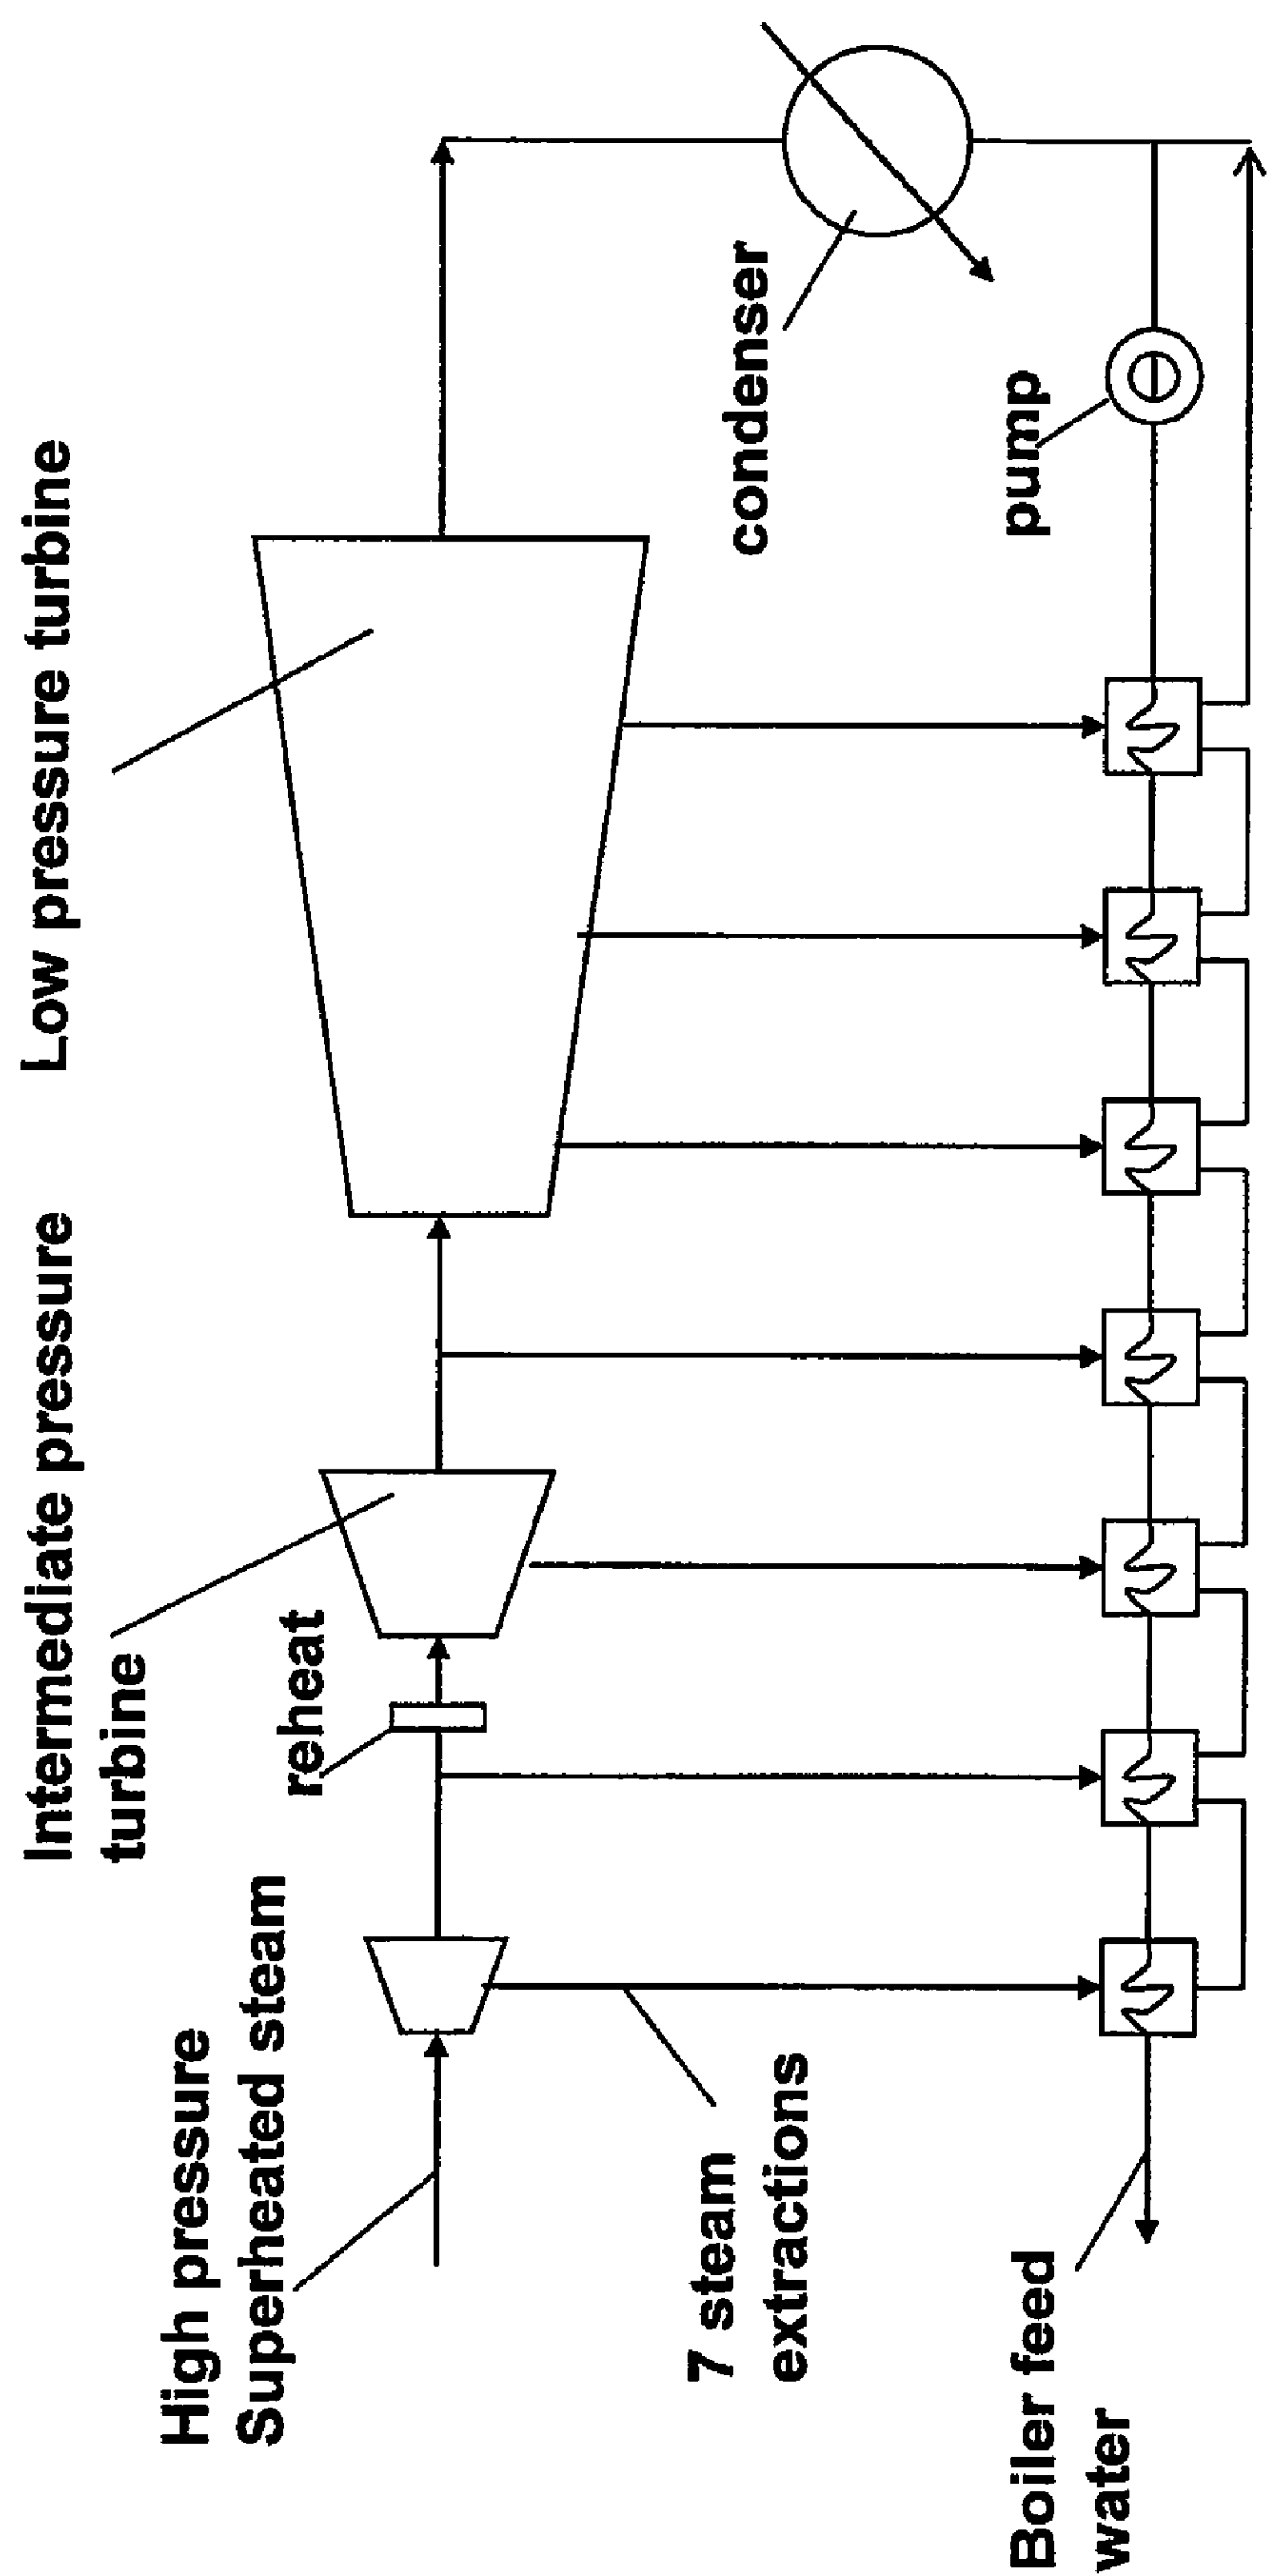 High pressure
Superheated steam
Intermediate pressure
turbine
reheat
Low pressure turbine
7 steam
extractions
condenser
pump
Boiler feed
water